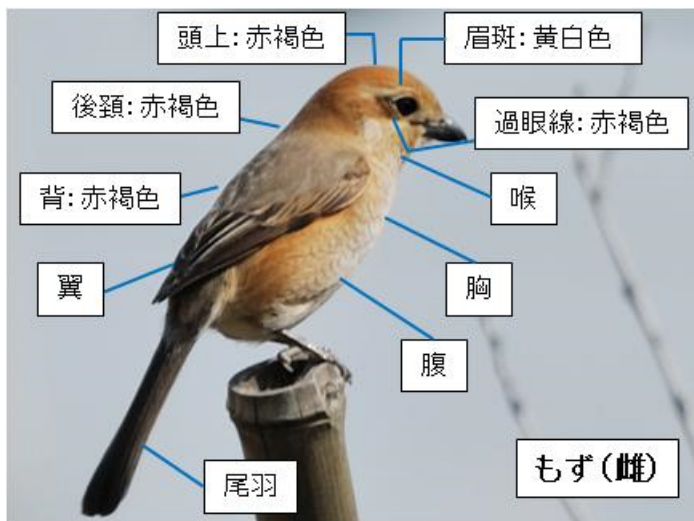 頭上：赤褐色
眉斑：黄白色
後頚：赤褐色
過眼線：赤褐色
背：赤褐色
喉
翼
胸
腹
尾羽
もず（雌）